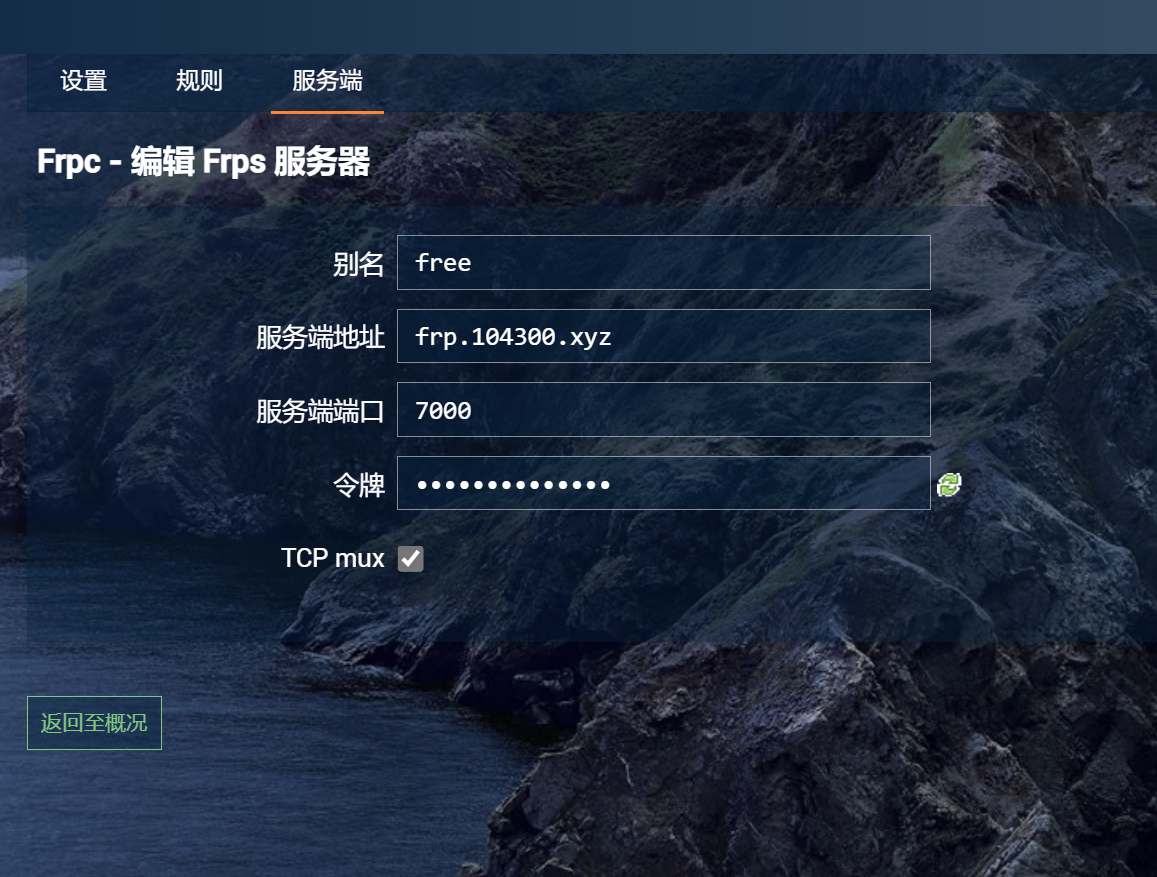 设置 规则 服务端
Frpc - 编辑 Frps 服务器
别名 free
服务端地址 frp.104300.xyz
服务端端口 7000
令牌 ••••••••••••••
TCP mux
返回至概况